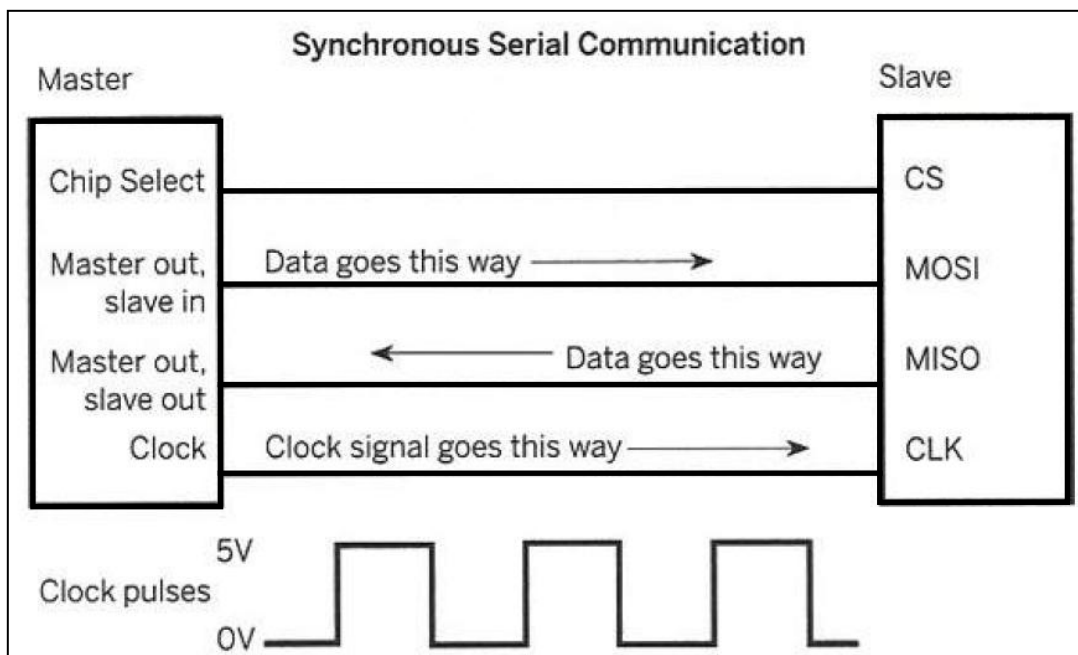 Synchronous Serial Communication
Master
Slave
Chip Select
CS
Master out,
slave in
Data goes this way
MOSI
Master out,
slave out
Data goes this way
MISO
Clock
Clock signal goes this way
CLK
5V
Clock pulses
0V